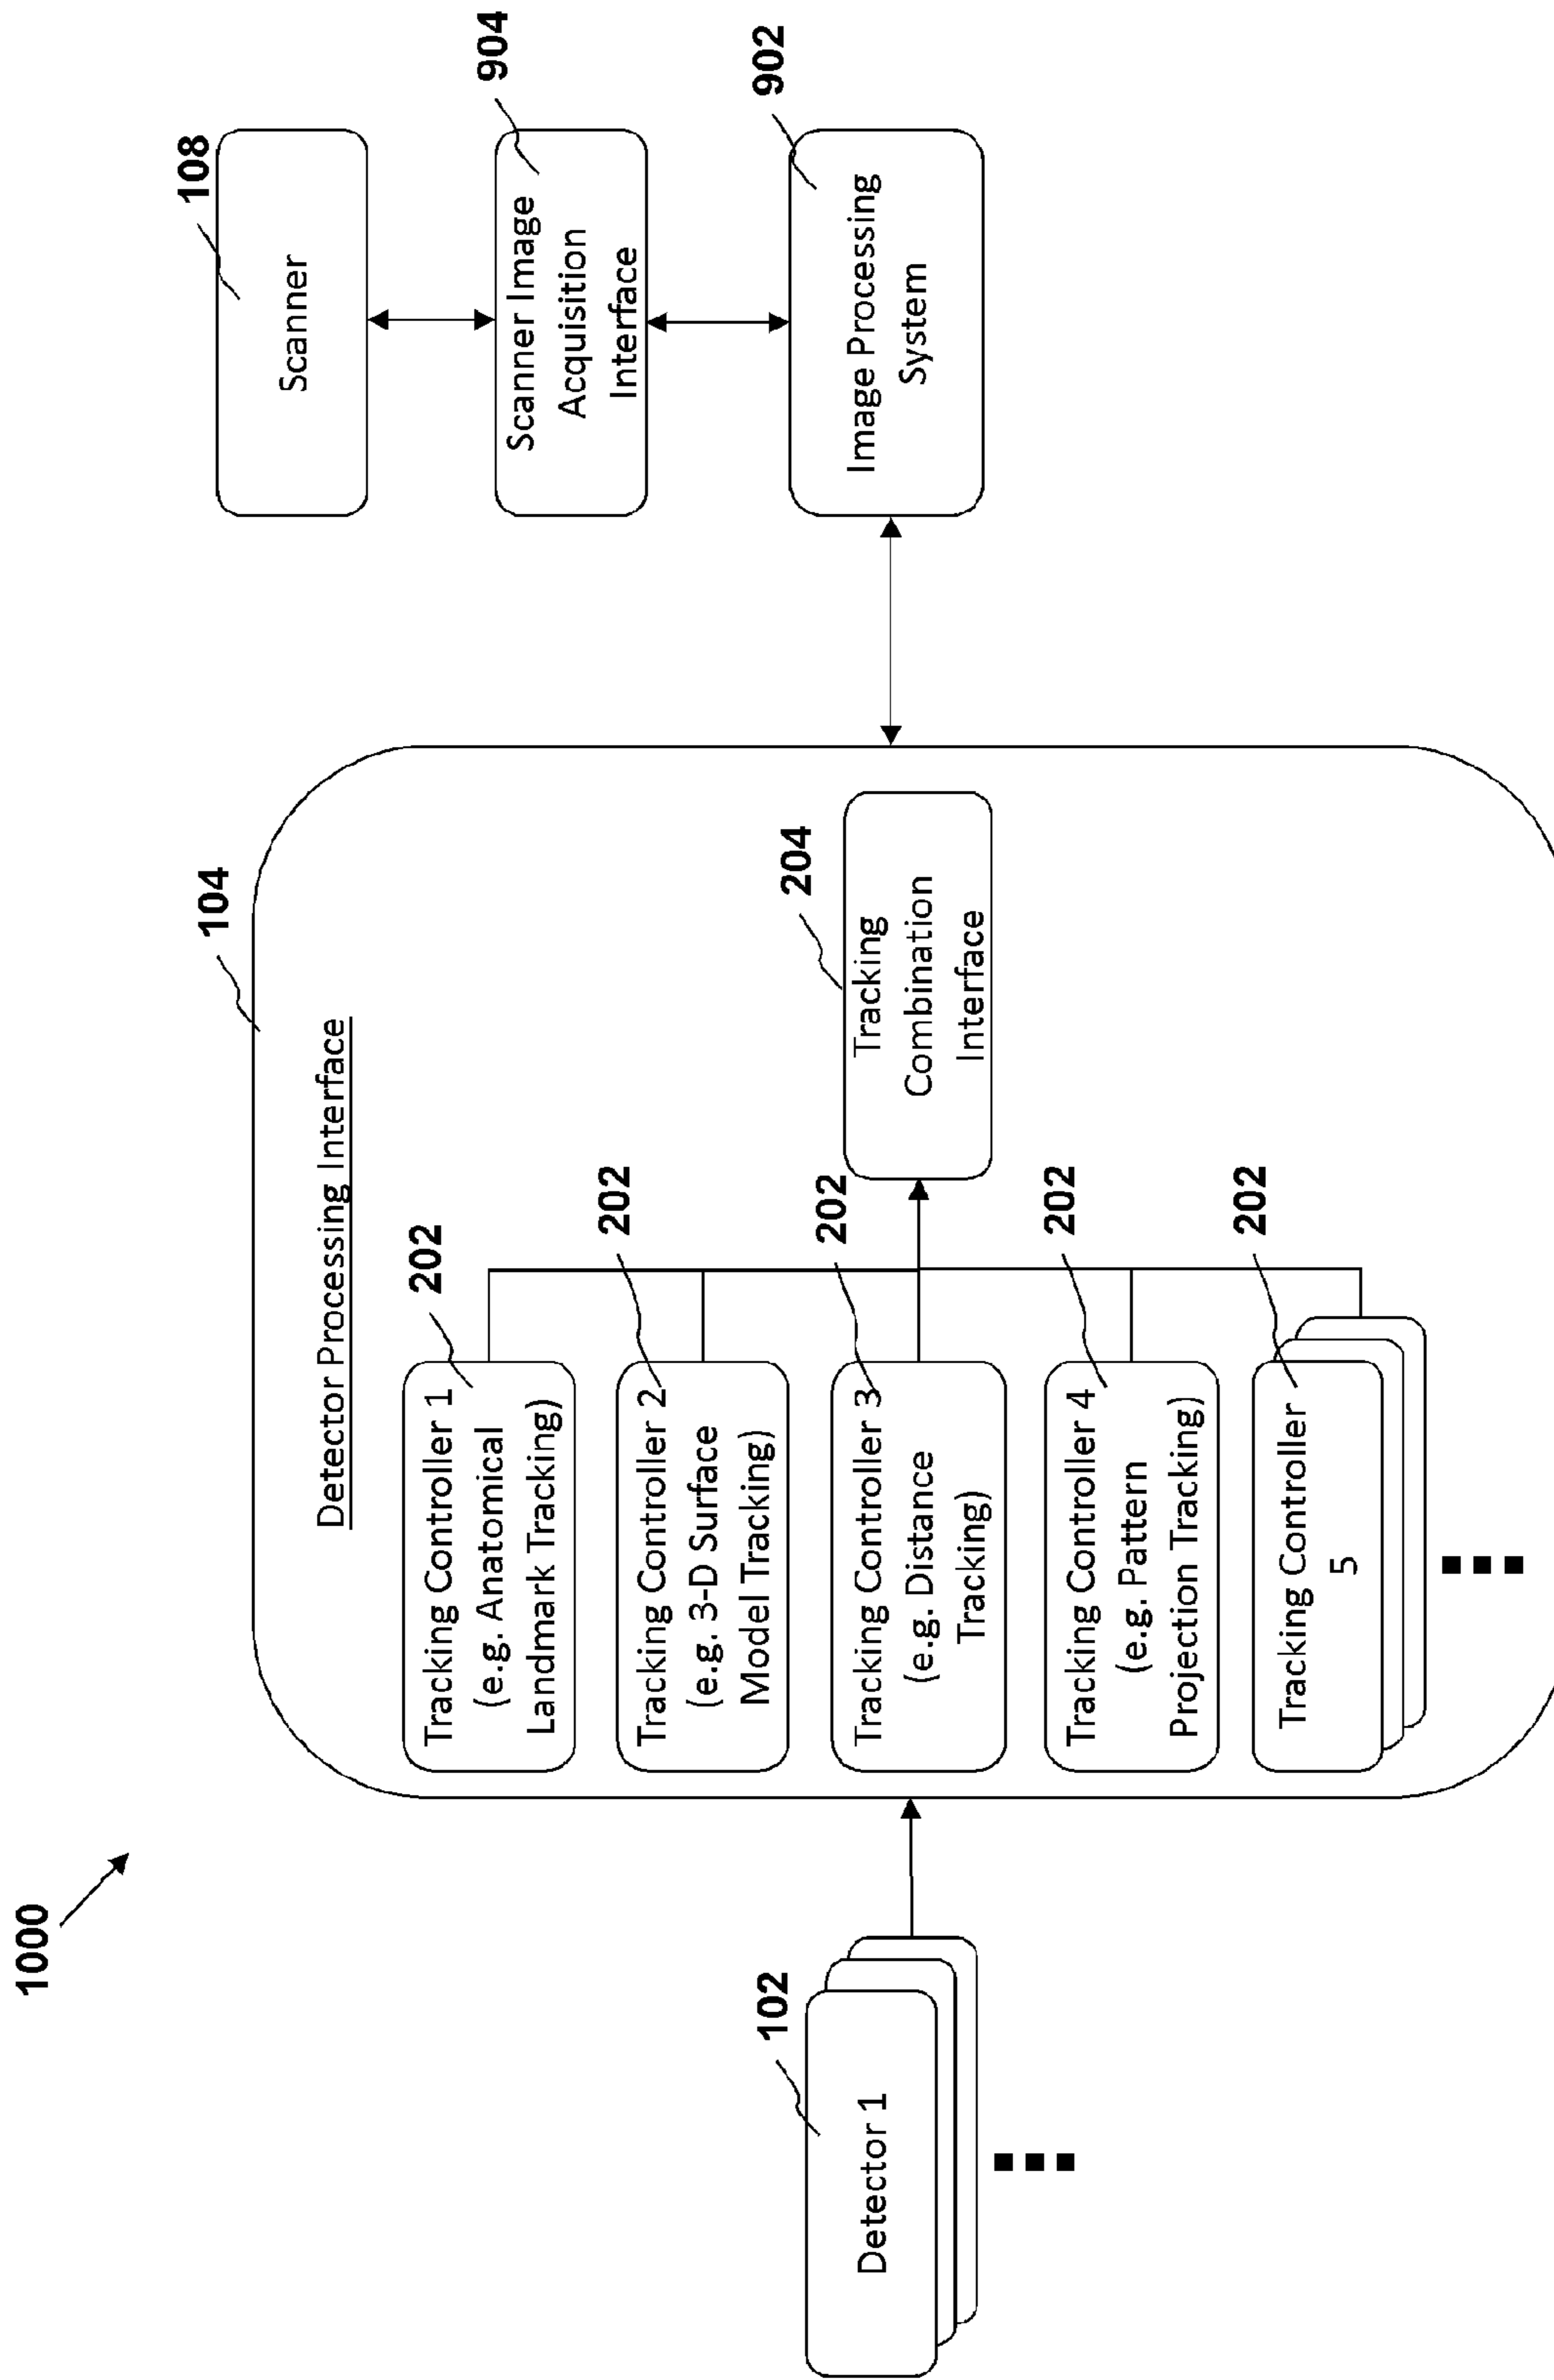 1000
102
Detector 1
104
Detector Processing Interface
202
Tracking Controller 1
(e.g. Anatomical
Landmark Tracking)
202
Tracking Controller 2
(e.g. 3-D Surface
Model Tracking)
202
Tracking Controller 3
(e.g. Distance
Tracking)
202
Tracking Controller 4
(e.g. Pattern
Projection Tracking)
202
Tracking Controller
5
204
Tracking
Combination
Interface
108
Scanner
904
Scanner Image
Acquisition
Interface
902
Image Processing
System